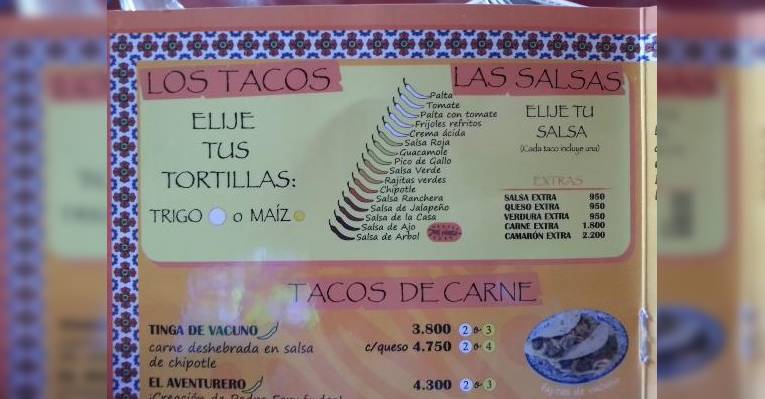 LOS TACOS
ELIJE
TUS
TORTILLAS:
TRIGO o MAÍZ
Palta
Tomate
Palta con tomate
Frijoles refritos
Crema ácida
Salsa Roja
Guacamole
Pico de Gallo
Salsa Verde
Rajitas verdes
Chipotle
Salsa Ranchera
Salsa de Jalapeño
Salsa de la Casa
Salsa de Ajo
Salsa de Arbol
LAS SALSAS
ELIJE TU
SALSA
(Cada taco incluye una)
EXTRAS
SALSA EXTRA 950
QUESO EXTRA 950
VERDURA EXTRA 950
CARNE EXTRA 1.800
CAMARÓN EXTRA 2.200
TACOS DE CARNE
TINGA DE VACUNO 3.800 2 o 3
carne deshebrada en salsa c/queso 4.750 2 o 4
de chipotle
EL AVENTURERO 4.300 2 o 3
¡Creación de